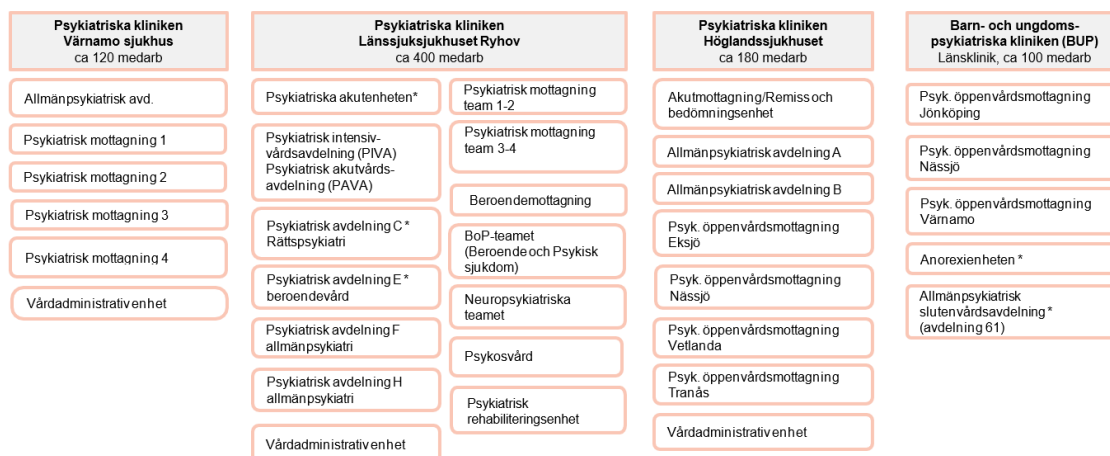 Psykiatriska kliniken
Värnamo sjukhus
ca 120 medarb
Allmänpsykiatrisk avd.
Psykiatrisk mottagning 1
Psykiatrisk mottagning 2
Psykiatrisk mottagning 3
Psykiatrisk mottagning 4
Vårdadministrativ enhet
Psykiatriska kliniken
Länssjuksjukhuset Ryhov
ca 400 medarb
Psykiatriska akutenheten*
Psykiatrisk intensiv-
vårdsavdelning (PIVA)
Psykiatrisk akutvårds-
avdelning (PAVA)
Psykiatrisk avdelning C *
Rättspsykiatri
Psykiatrisk avdelning E *
beroendevård
Psykiatrisk avdelning F
allmänpsykiatri
Psykiatrisk avdelning H
allmänpsykiatri
Vårdadministrativ enhet
Psykiatrisk mottagning
team 1-2
Psykiatrisk mottagning
team 3-4
Beroendemottagning
BoP-teamet
(Beroende och Psykisk
sjukdom)
Neuropsykiatriska
teamet
Psykosvård
Psykiatrisk
rehabiliteringsenhet
Psykiatriska kliniken
Höglandssjukhuset
ca 180 medarb
Akutmottagning/Remiss och
bedömningsenhet
Allmänpsykiatrisk avdelning A
Allmänpsykiatrisk avdelning B
Psyk. öppenvårdsmottagning
Eksjö
Psyk. öppenvårdsmottagning
Nässjö
Psyk. öppenvårdsmottagning
Vetlanda
Psyk. öppenvårdsmottagning
Tranås
Vårdadministrativ enhet
Barn- och ungdoms-
psykiatriska kliniken (BUP)
Länsklinik, ca 100 medarb
Psyk. öppenvårdsmottagning
Jönköping
Psyk. öppenvårdsmottagning
Nässjö
Psyk. öppenvårdsmottagning
Värnamo
Anorexienheten *
Allmänpsykiatrisk
slutenvårdsavdelning *
(avdelning 61)